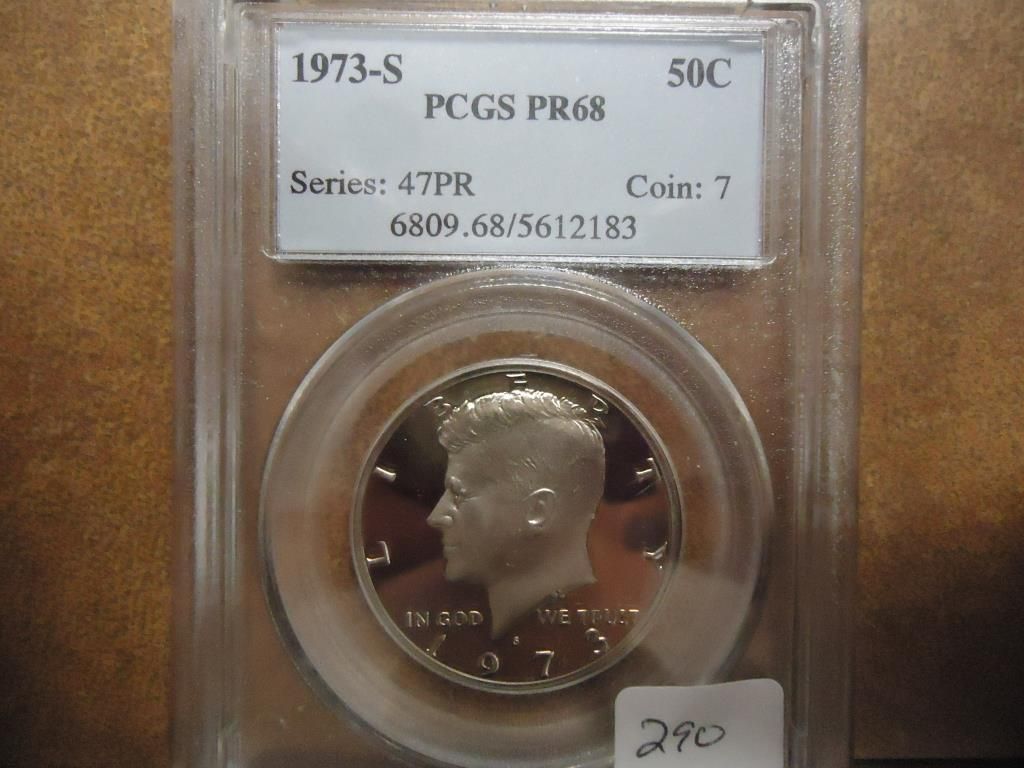 1973-S 50C
PCGS PR68
Series: 47PR Coin: 7
6809.68/5612183
LIBERTY
IN GOD WE TRUST
S
1973
290